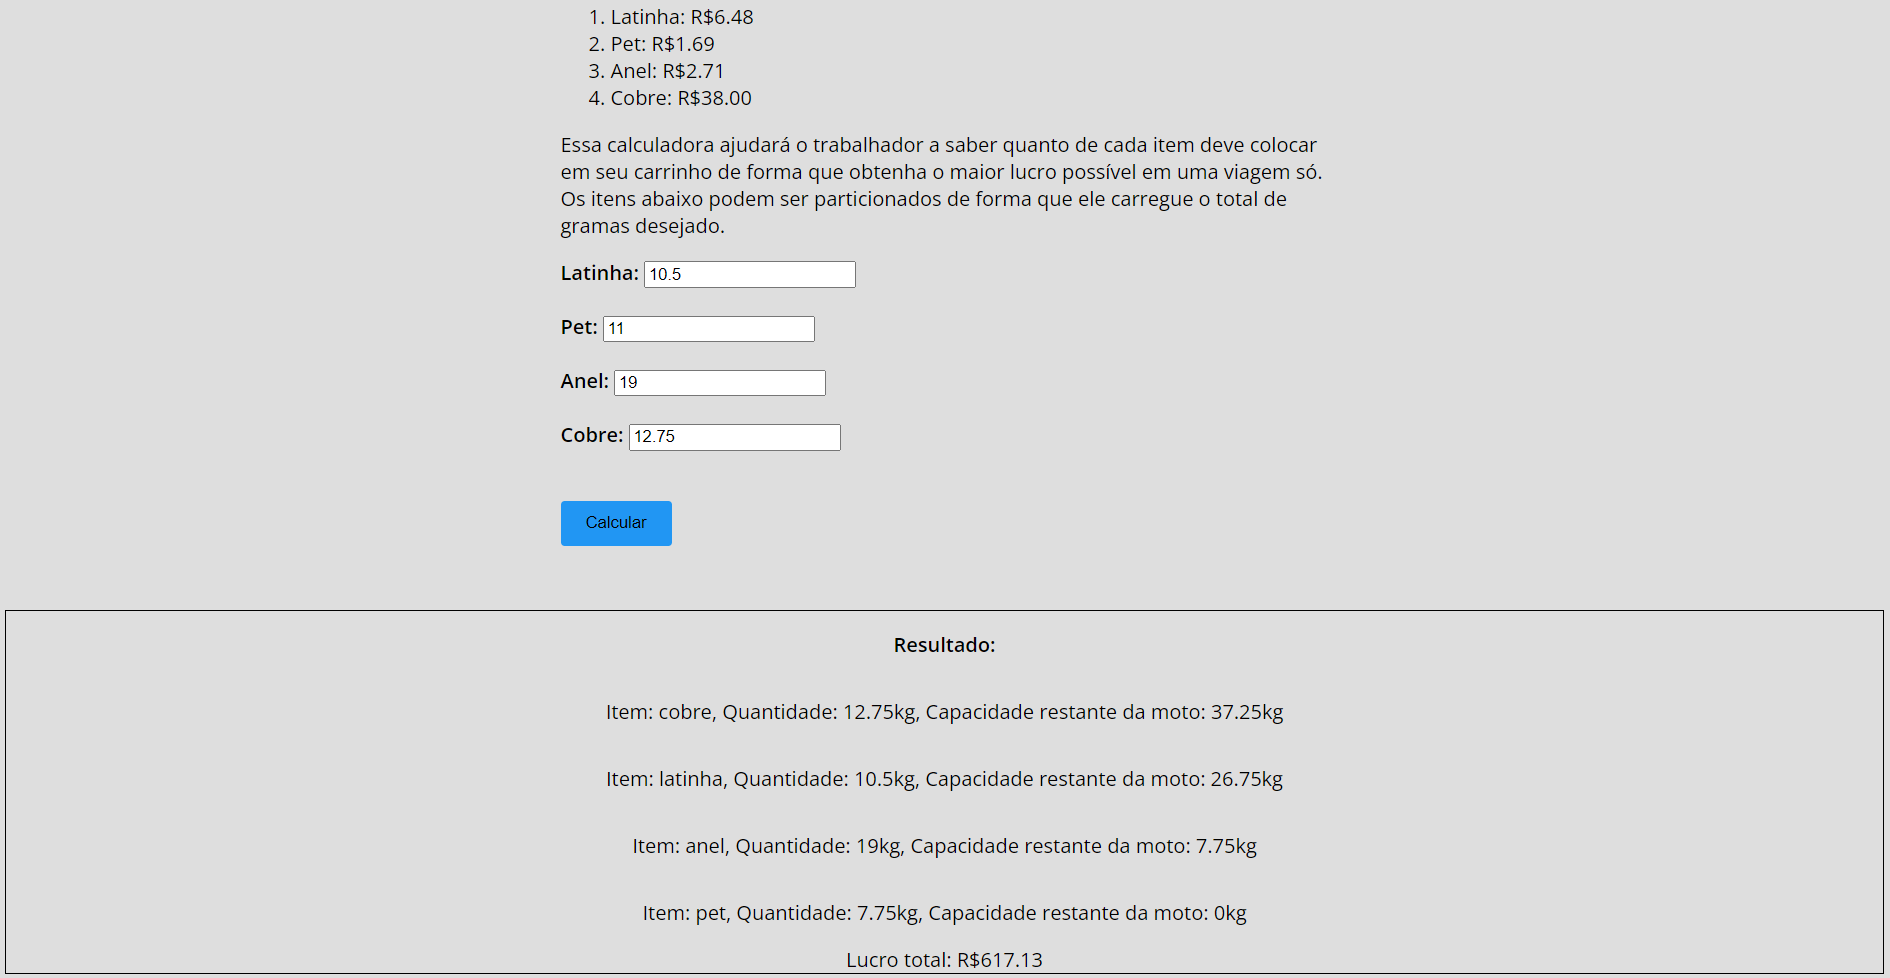 1. Latinha: R$6.48
2. Pet: R$1.69
3. Anel: R$2.71
4. Cobre: R$38.00
Essa calculadora ajudará o trabalhador a saber quanto de cada item deve colocar
em seu carrinho de forma que obtenha o maior lucro possível em uma viagem só.
Os itens abaixo podem ser particionados de forma que ele carregue o total de
gramas desejado.
Latinha: 10.5
Pet: 11
Anel: 19
Cobre: 12.75
Calcular
Resultado:
Item: cobre, Quantidade: 12.75kg, Capacidade restante da moto: 37.25kg
Item: latinha, Quantidade: 10.5kg, Capacidade restante da moto: 26.75kg
Item: anel, Quantidade: 19kg, Capacidade restante da moto: 7.75kg
Item: pet, Quantidade: 7.75kg, Capacidade restante da moto: 0kg
Lucro total: R$617.13